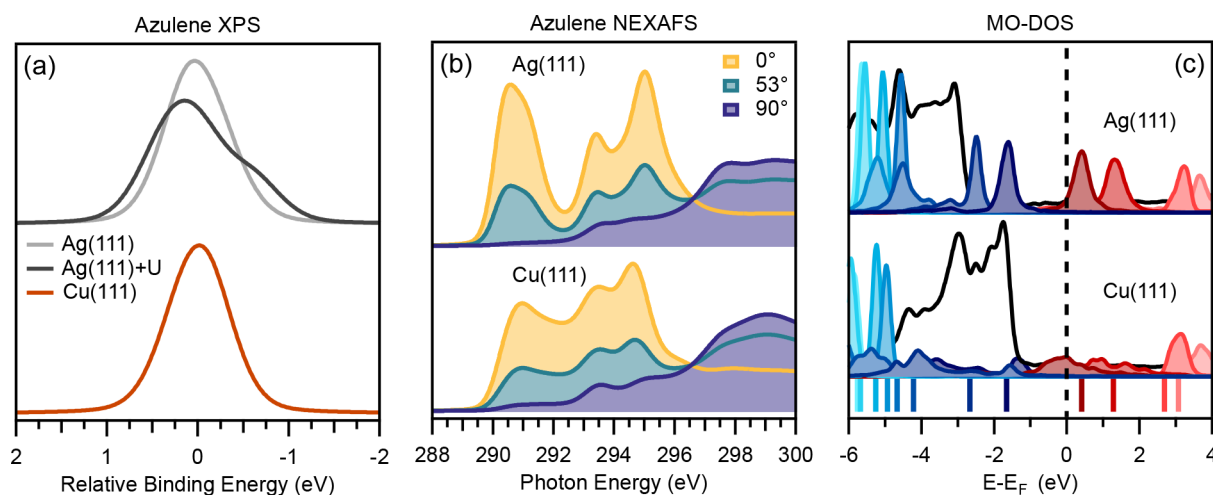 Azulene XPS
(a)
Ag(111)
Ag(111)+U
Cu(111)
2 1 0 -1 -2
Relative Binding Energy (eV)
Azulene NEXAFS
(b)
Ag(111)
0°
53°
90°
Cu(111)
288 290 292 294 296 298 300
Photon Energy (eV)
MO-DOS
(c)
Ag(111)
Cu(111)
-6 -4 -2 0 2 4
E-E_F (eV)